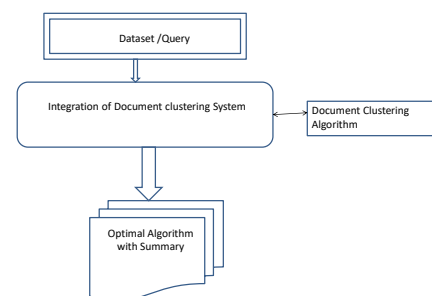 Dataset /Query
Integration of Document clustering System
Document Clustering
Algorithm
Optimal Algorithm
with Summary